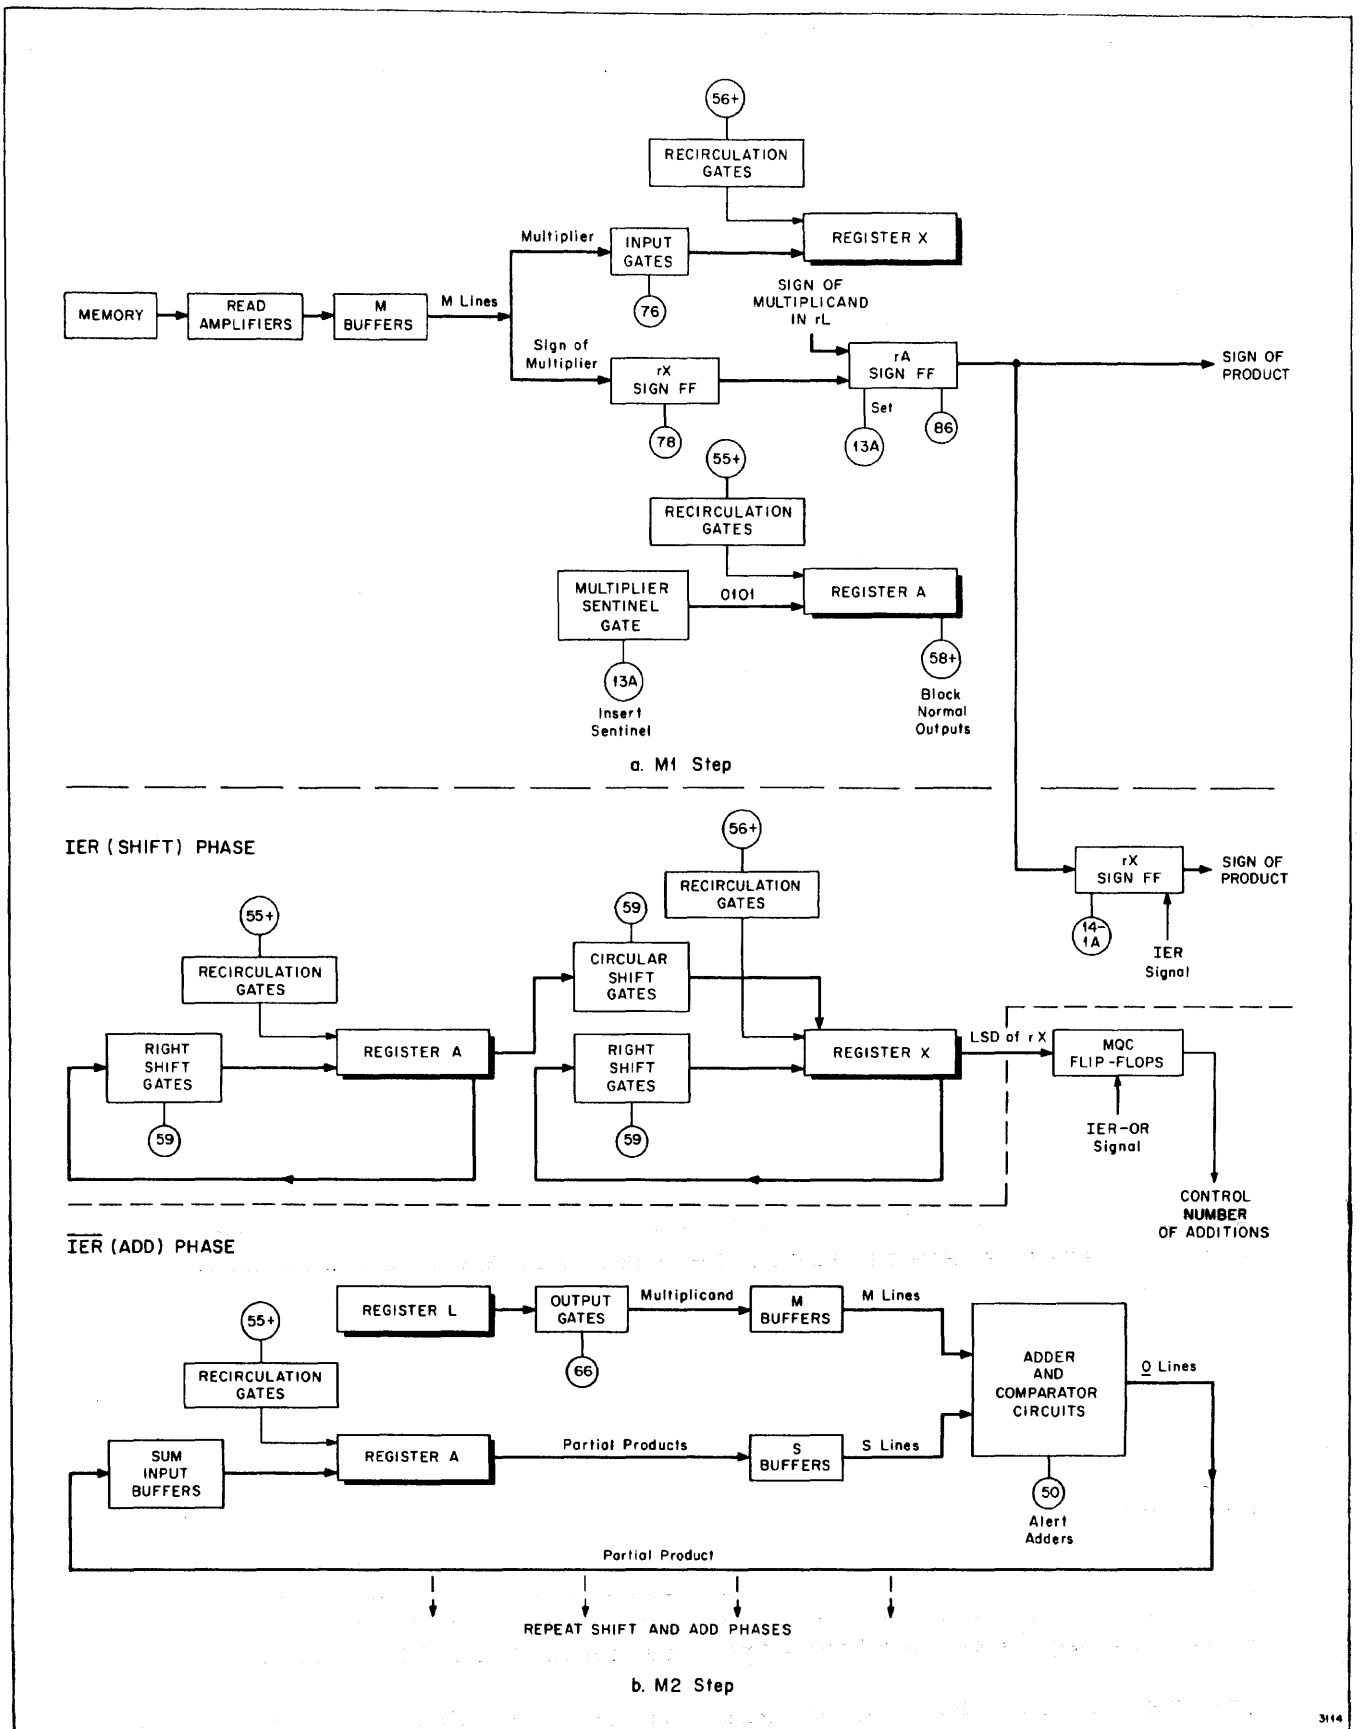 56+
RECIRCULATION
GATES
REGISTER X
Multiplier
INPUT
GATES
76
SIGN OF
MULTIPLICAND
IN rL
MEMORY
READ
AMPLIFIERS
M
BUFFERS
M Lines
Sign of
Multiplier
rX
SIGN FF
78
rA
SIGN FF
Set
13A
86
SIGN OF
PRODUCT
55+
RECIRCULATION
GATES
MULTIPLIER
SENTINEL
GATE
0101
REGISTER A
13A
Insert
Sentinel
58+
Block
Normal
Outputs
a. M1 Step
IER (SHIFT) PHASE
56+
RECIRCULATION
GATES
rX
SIGN FF
SIGN OF
PRODUCT
14-
1A
IER
Signal
55+
RECIRCULATION
GATES
59
CIRCULAR
SHIFT
GATES
RIGHT
SHIFT
GATES
59
REGISTER A
RIGHT
SHIFT
GATES
59
REGISTER X
LSD of rX
MQC
FLIP-FLOPS
IER-OR
Signal
CONTROL
NUMBER
OF ADDITIONS
I̅E̅R̅ (ADD) PHASE
REGISTER L
OUTPUT
GATES
66
Multiplicand
M
BUFFERS
M Lines
55+
RECIRCULATION
GATES
ADDER
AND
COMPARATOR
CIRCUITS
O Lines
SUM
INPUT
BUFFERS
REGISTER A
Partial Products
S
BUFFERS
S Lines
50
Alert
Adders
Partial Product
REPEAT SHIFT AND ADD PHASES
b. M2 Step
3114